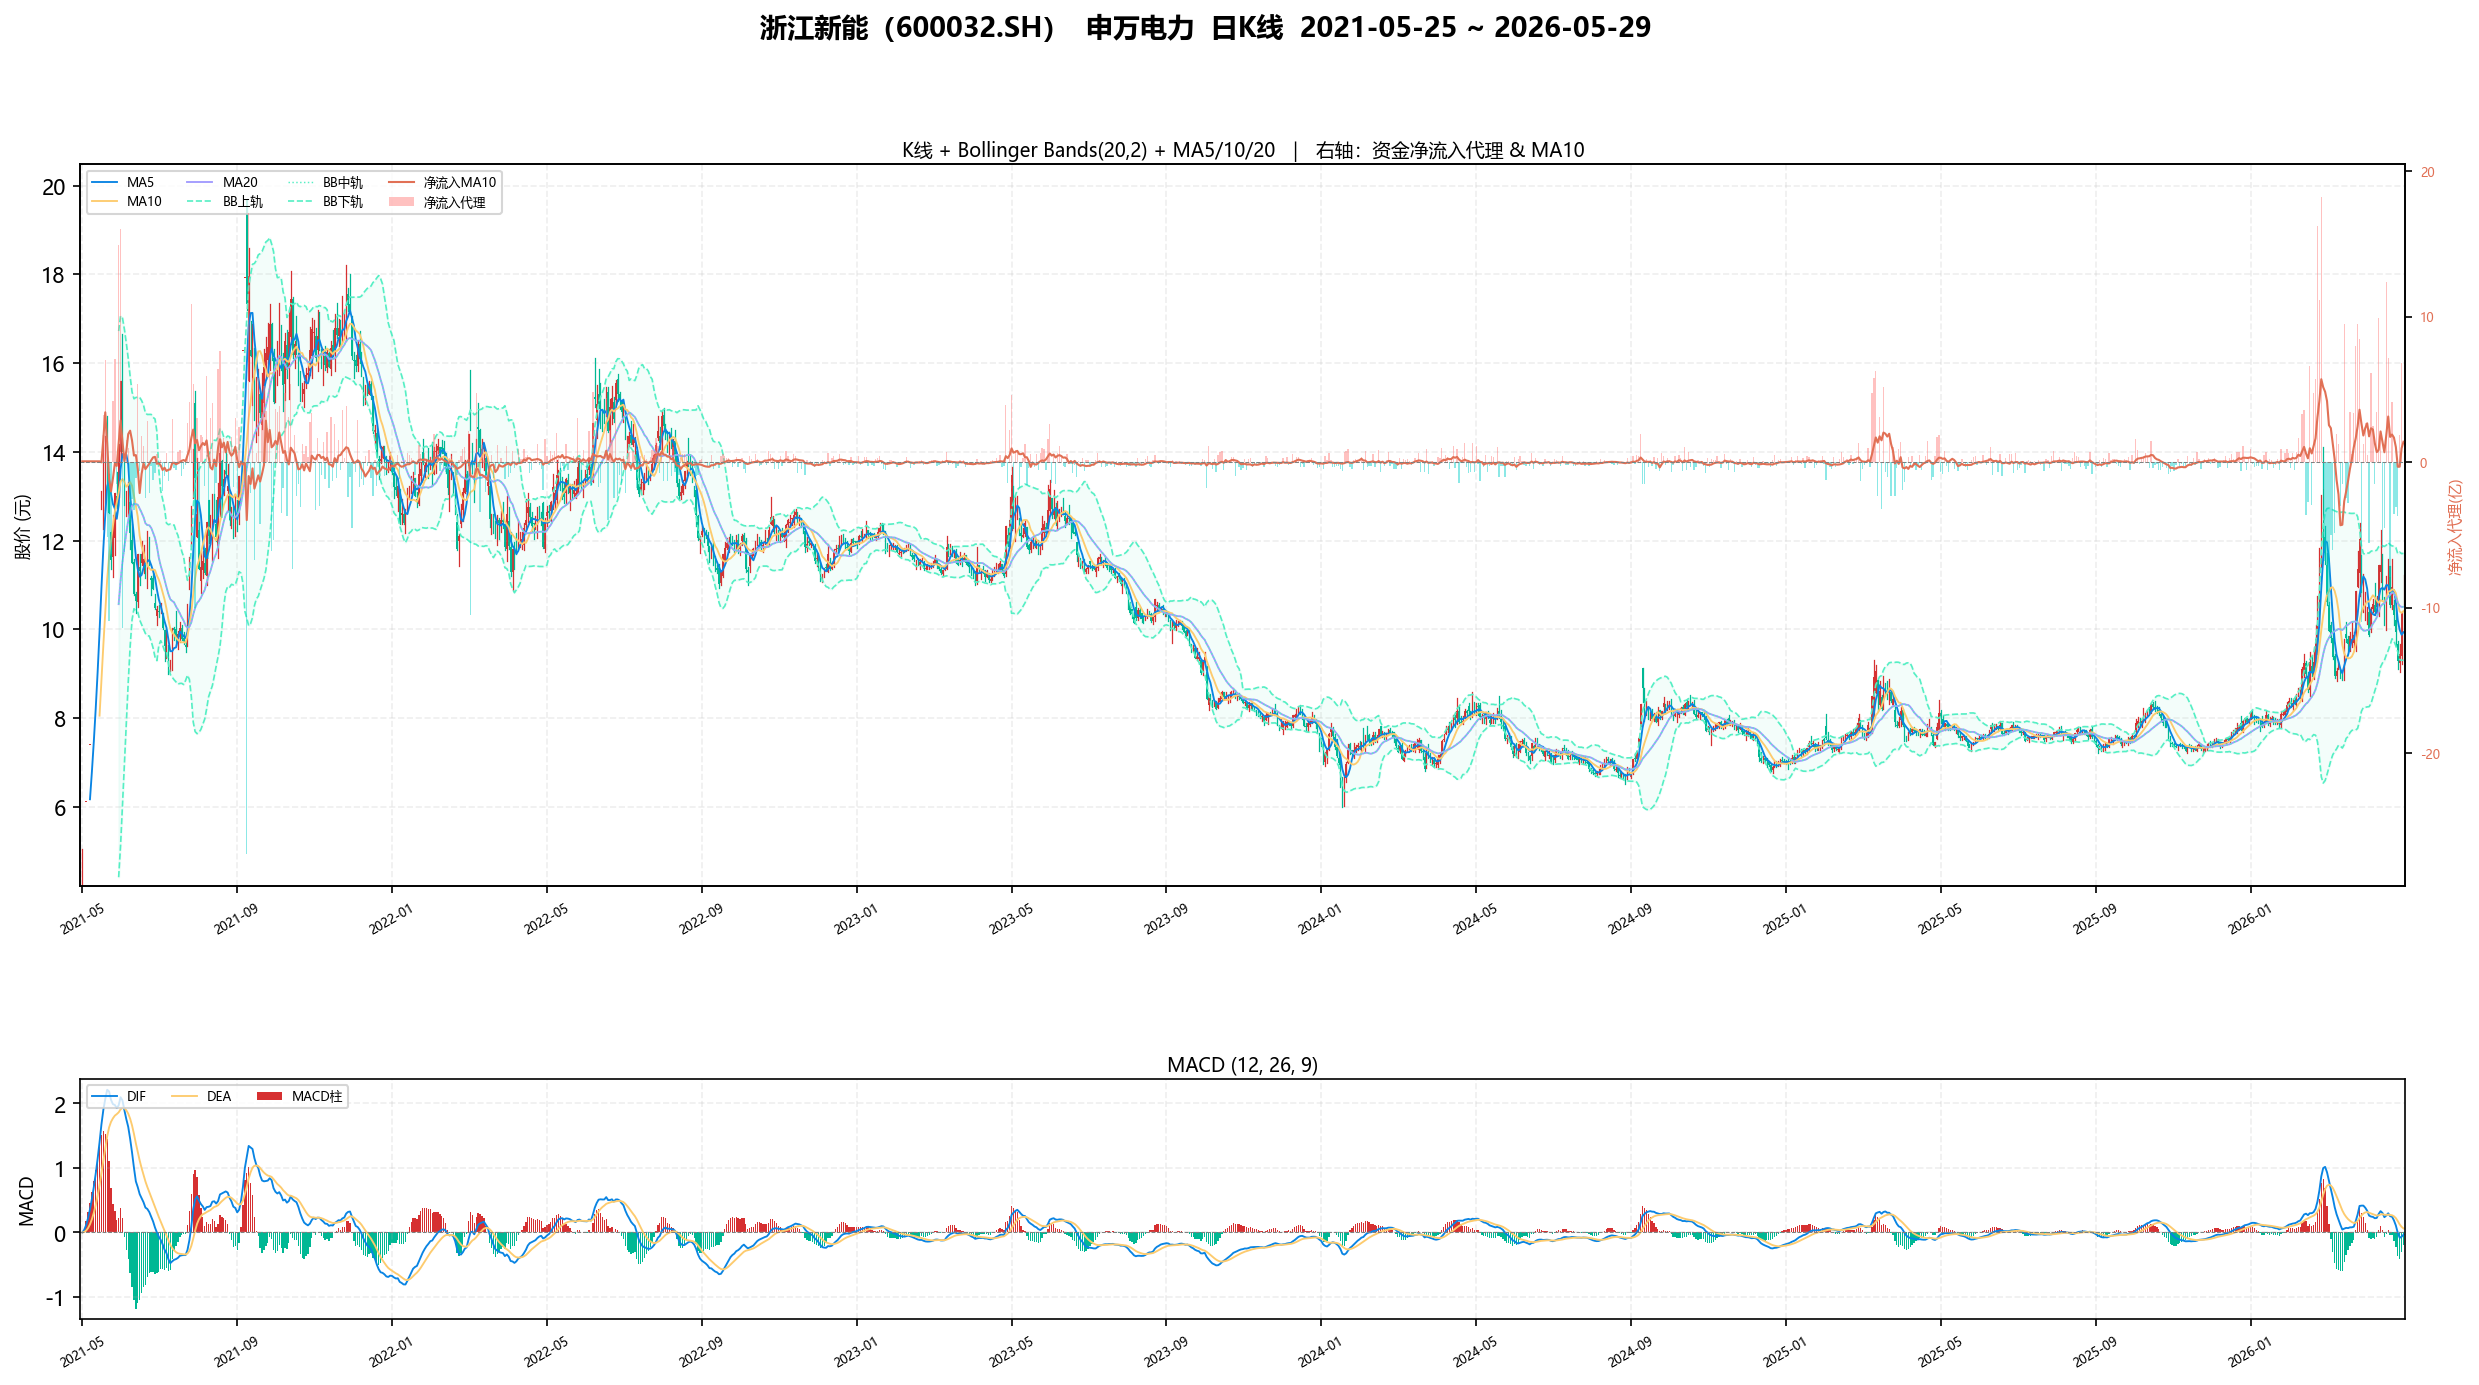 浙江新能（600032.SH）  申万电力  日K线  2021-05-25 ~ 2026-05-29
K线 + Bollinger Bands(20,2) + MA5/10/20  |  右轴：资金净流入代理 & MA10
MA5 MA20 BB中轨 净流入MA10
MA10 BB上轨 BB下轨 净流入代理
股价 (元)
20
18
16
14
12
10
8
6
20
10
0
-10
-20
净流入代理(亿)
2021-05 2021-09 2022-01 2022-05 2022-09 2023-01 2023-05 2023-09 2024-01 2024-05 2024-09 2025-01 2025-05 2025-09 2026-01
MACD (12, 26, 9)
DIF DEA MACD柱
MACD
2
1
0
-1
2021-05 2021-09 2022-01 2022-05 2022-09 2023-01 2023-05 2023-09 2024-01 2024-05 2024-09 2025-01 2025-05 2025-09 2026-01